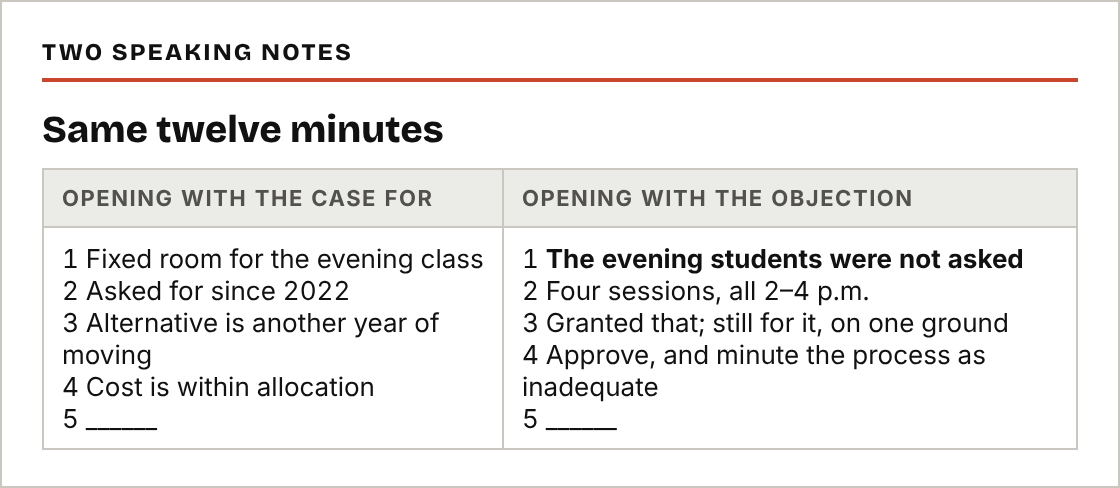 TWO SPEAKING NOTES
Same twelve minutes
OPENING WITH THE CASE FOR
1 Fixed room for the evening class
2 Asked for since 2022
3 Alternative is another year of
moving
4 Cost is within allocation
5 ______
OPENING WITH THE OBJECTION
1 The evening students were not asked
2 Four sessions, all 2–4 p.m.
3 Granted that; still for it, on one ground
4 Approve, and minute the process as
inadequate
5 ______